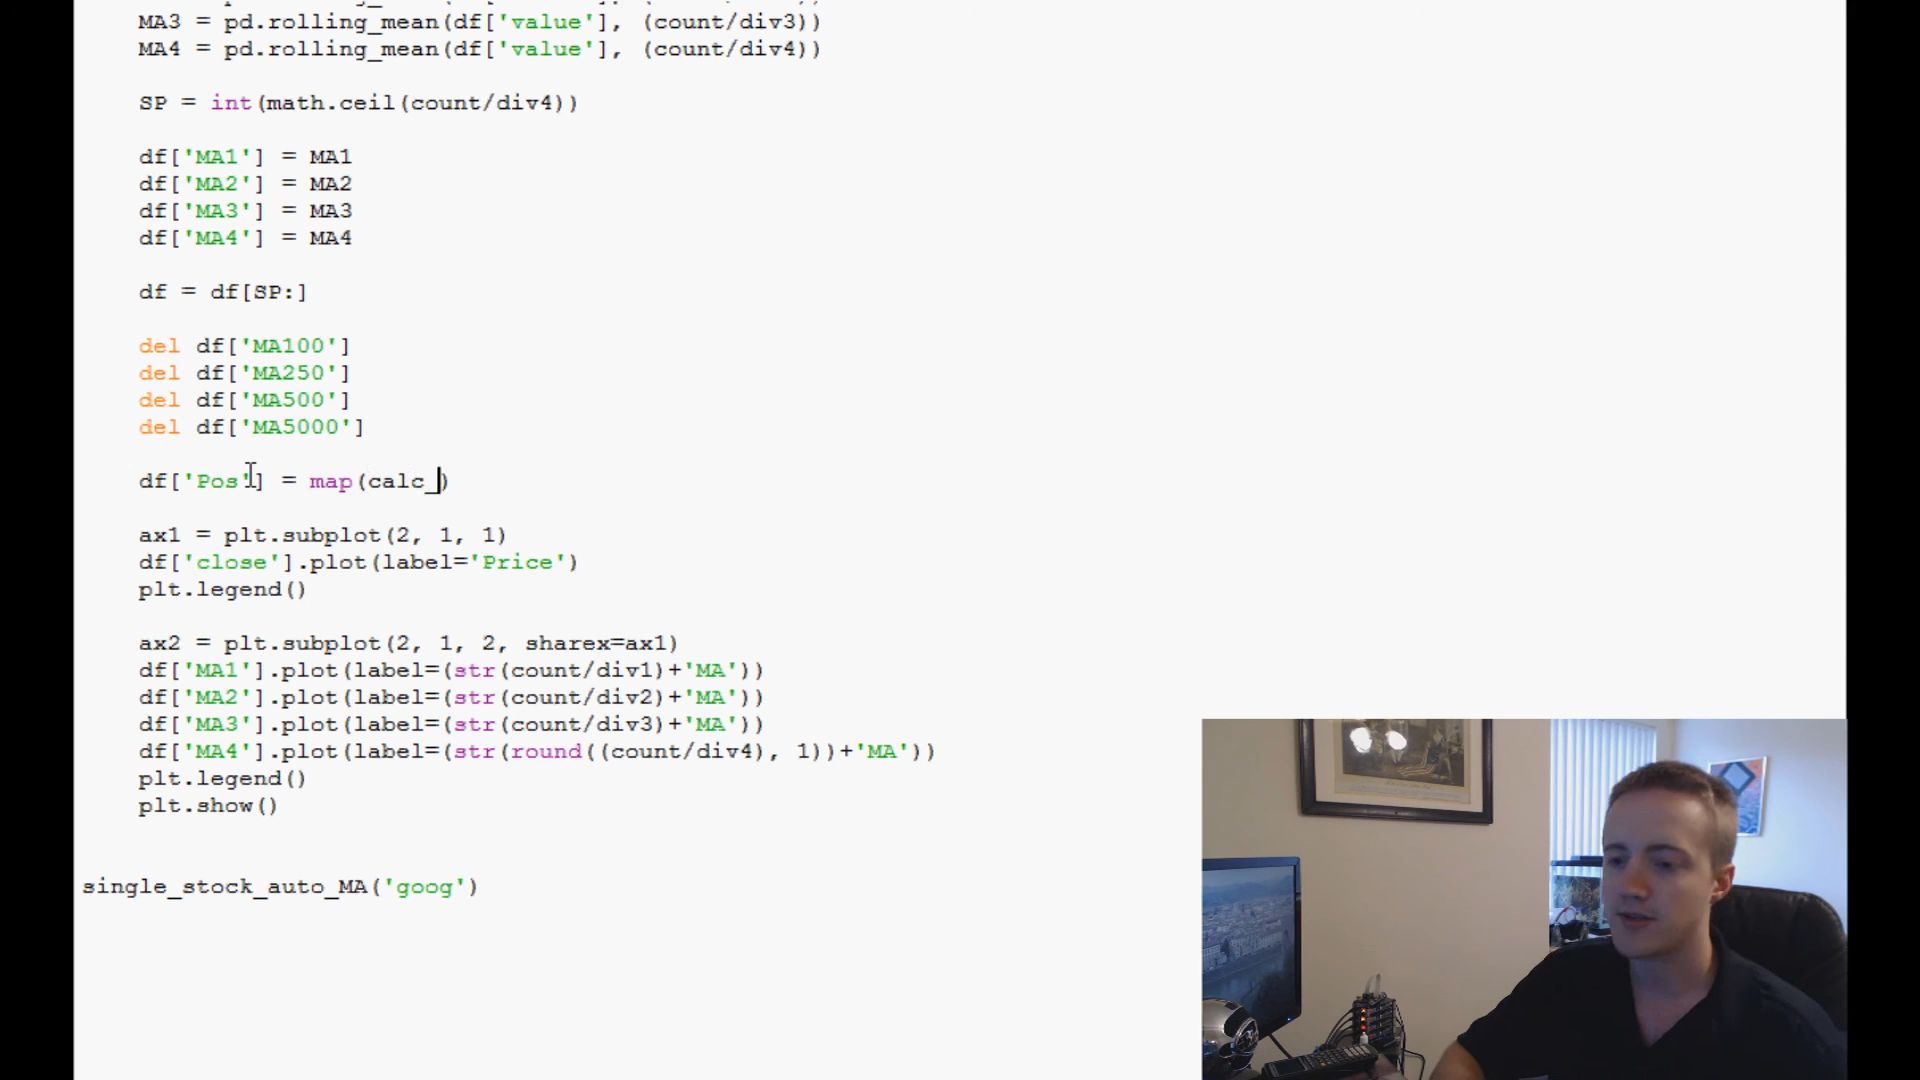 MA3 = pd.rolling_mean(df['value'], (count/div3))
MA4 = pd.rolling_mean(df['value'], (count/div4))
SP = int(math.ceil(count/div4))
df['MA1'] = MA1
df['MA2'] = MA2
df['MA3'] = MA3
df['MA4'] = MA4
df = df[SP:]
del df['MA100']
del df['MA250']
del df['MA500']
del df['MA5000']
df['Pos'] = map(calc_)
ax1 = plt.subplot(2, 1, 1)
df['close'].plot(label='Price')
plt.legend()
ax2 = plt.subplot(2, 1, 2, sharex=ax1)
df['MA1'].plot(label=(str(count/div1)+'MA'))
df['MA2'].plot(label=(str(count/div2)+'MA'))
df['MA3'].plot(label=(str(count/div3)+'MA'))
df['MA4'].plot(label=(str(round((count/div4), 1))+'MA'))
plt.legend()
plt.show()
single_stock_auto_MA('goog')